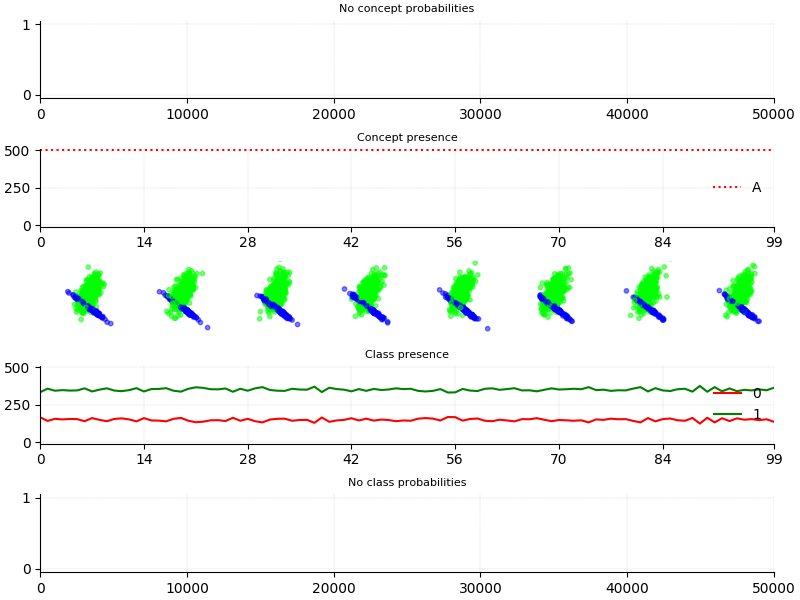 No concept probabilities
1
0
0 10000 20000 30000 40000 50000
Concept presence
500
250
0
A
0 14 28 42 56 70 84 99
Class presence
500
250
0
0
1
0 14 28 42 56 70 84 99
No class probabilities
1
0
0 10000 20000 30000 40000 50000